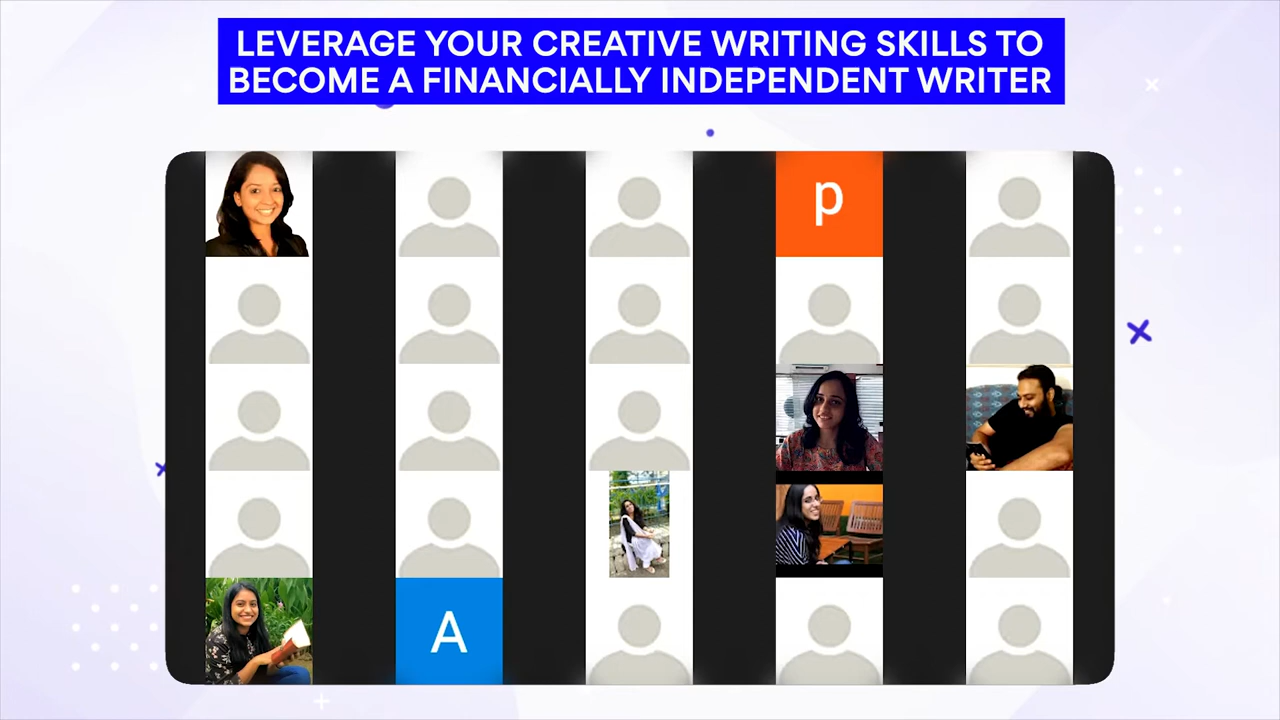 LEVERAGE YOUR CREATIVE WRITING SKILLS TO
BECOME A FINANCIALLY INDEPENDENT WRITER
p
A